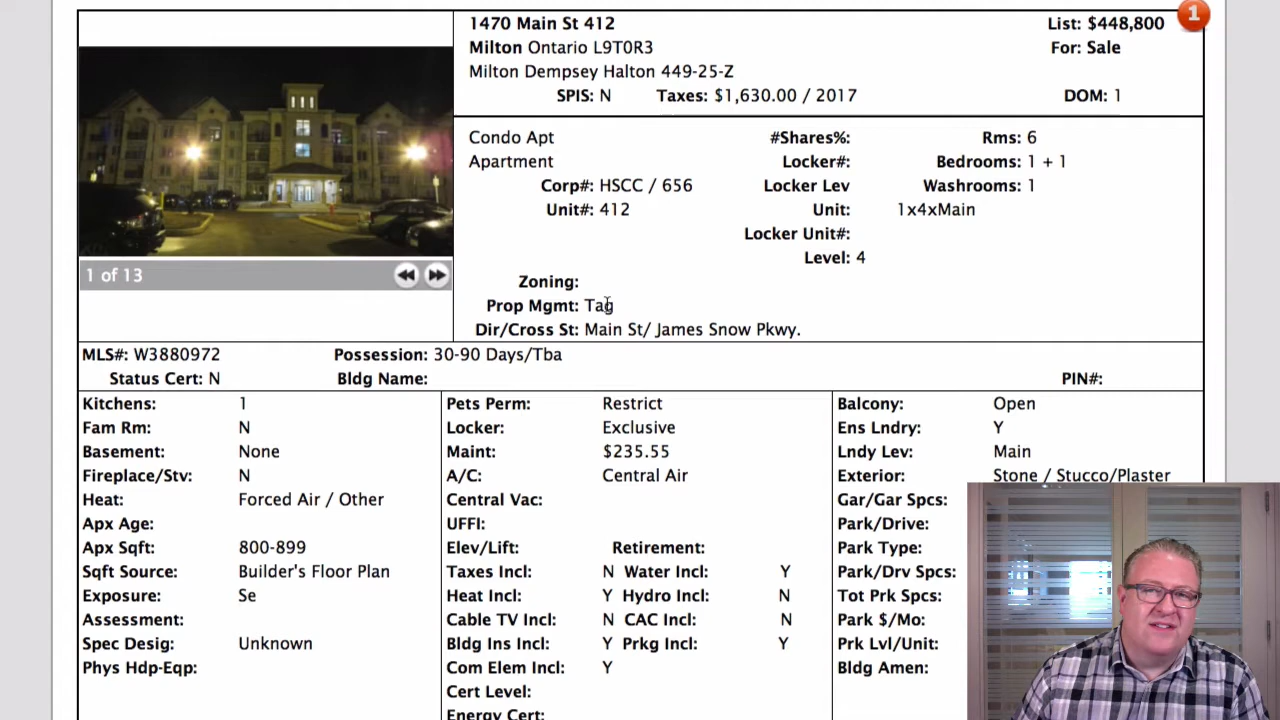 1470 Main St 412 List: $448,800
1
Milton Ontario L9T0R3 For: Sale
Milton Dempsey Halton 449-25-Z
SPIS: N Taxes: $1,630.00 / 2017 DOM: 1
Condo Apt #Shares%: Rms: 6
Apartment Locker#: Bedrooms: 1 + 1
Corp#: HSCC / 656 Locker Lev Washrooms: 1
Unit#: 412 Unit: 1x4xMain
Locker Unit#:
Level: 4
1 of 13
Zoning:
Prop Mgmt: Tag
Dir/Cross St: Main St/ James Snow Pkwy.
MLS#: W3880972 Possession: 30-90 Days/Tba
Status Cert: N Bldg Name: PIN#:
Kitchens: 1 Pets Perm: Restrict Balcony: Open
Fam Rm: N Locker: Exclusive Ens Lndry: Y
Basement: None Maint: $235.55 Lndy Lev: Main
Fireplace/Stv: N A/C: Central Air Exterior: Stone / Stucco/Plaster
Heat: Forced Air / Other Central Vac: Gar/Gar Spcs:
Apx Age: UFFI: Park/Drive:
Apx Sqft: 800-899 Elev/Lift: Retirement: Park Type:
Sqft Source: Builder's Floor Plan Taxes Incl: N Water Incl: Y Park/Drv Spcs:
Exposure: Se Heat Incl: Y Hydro Incl: N Tot Prk Spcs:
Assessment: Cable TV Incl: N CAC Incl: N Park $/Mo:
Spec Desig: Unknown Bldg Ins Incl: Y Prkg Incl: Y Prk Lvl/Unit:
Phys Hdp-Eqp: Com Elem Incl: Y Bldg Amen:
Cert Level:
Energy Cert: